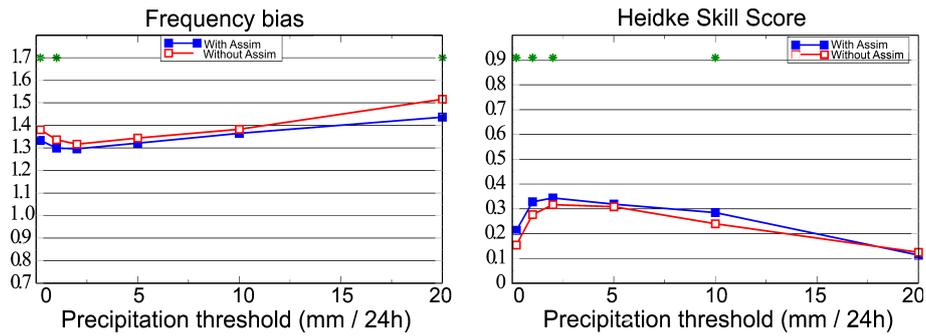 Frequency bias
With Assim
Without Assim
1.7
1.6
1.5
1.4
1.3
1.2
1.1
1.0
0.9
0.8
0.7
0 5 10 15 20
Precipitation threshold (mm / 24h)
Heidke Skill Score
With Assim
Without Assim
0.9
0.8
0.7
0.6
0.5
0.4
0.3
0.2
0.1
0
0 5 10 15 20
Precipitation threshold (mm / 24h)